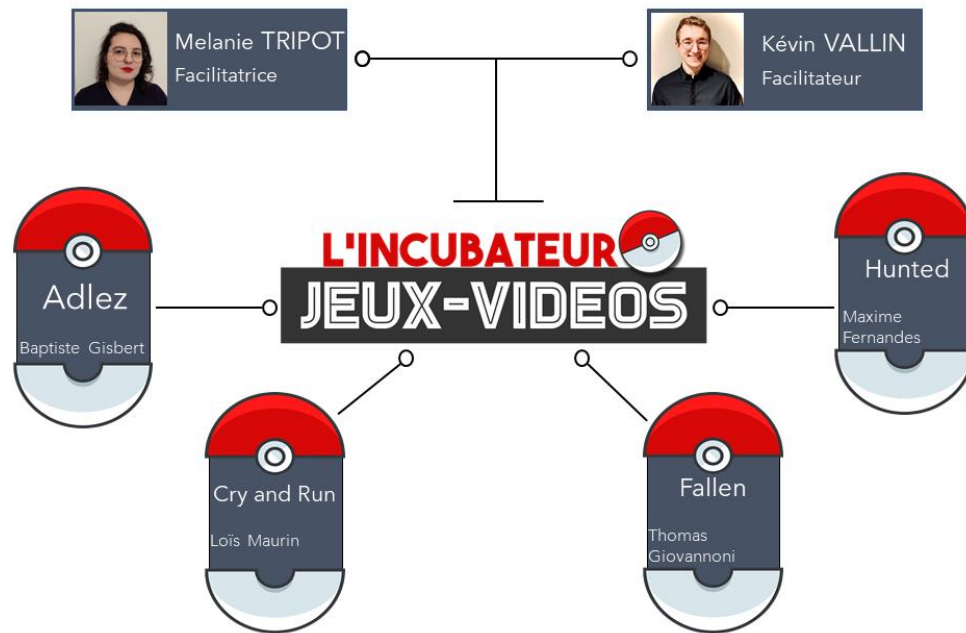 Melanie TRIPOT
Facilitatrice
Kévin VALLIN
Facilitateur
L'INCUBATEUR
JEUX-VIDEOS
Adlez
Baptiste Gisbert
Hunted
Maxime
Fernandes
Cry and Run
Loïs Maurin
Fallen
Thomas
Giovannoni